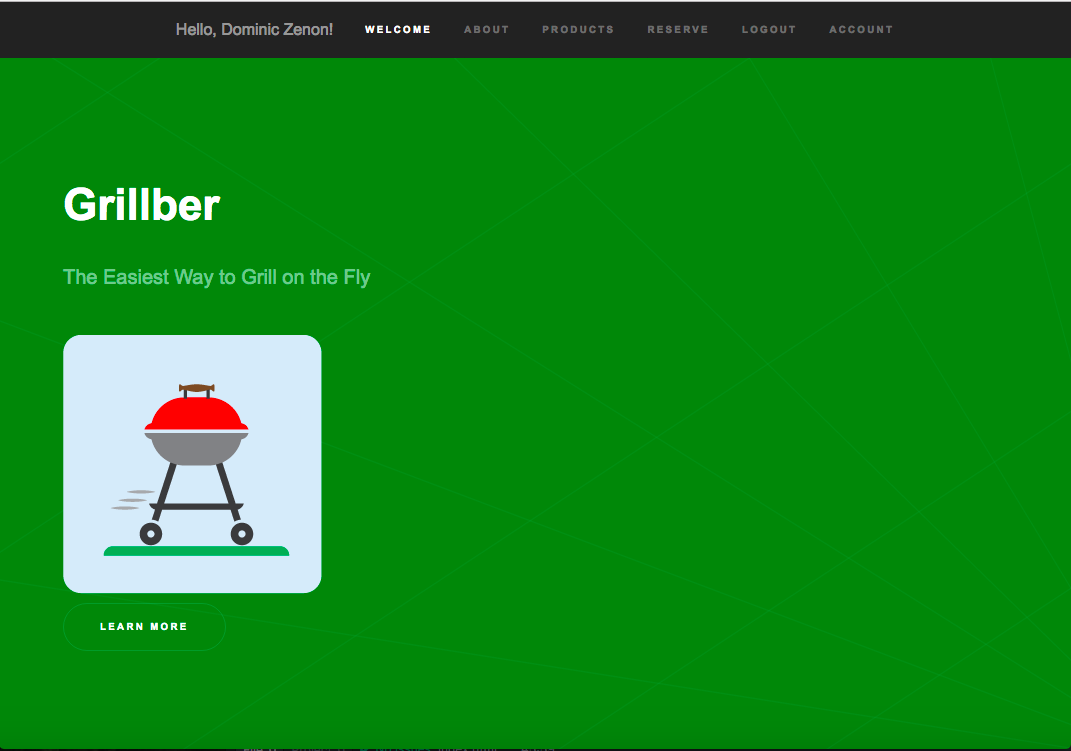 Hello, Dominic Zenon! WELCOME ABOUT PRODUCTS RESERVE LOGOUT ACCOUNT
Grillber
The Easiest Way to Grill on the Fly
LEARN MORE